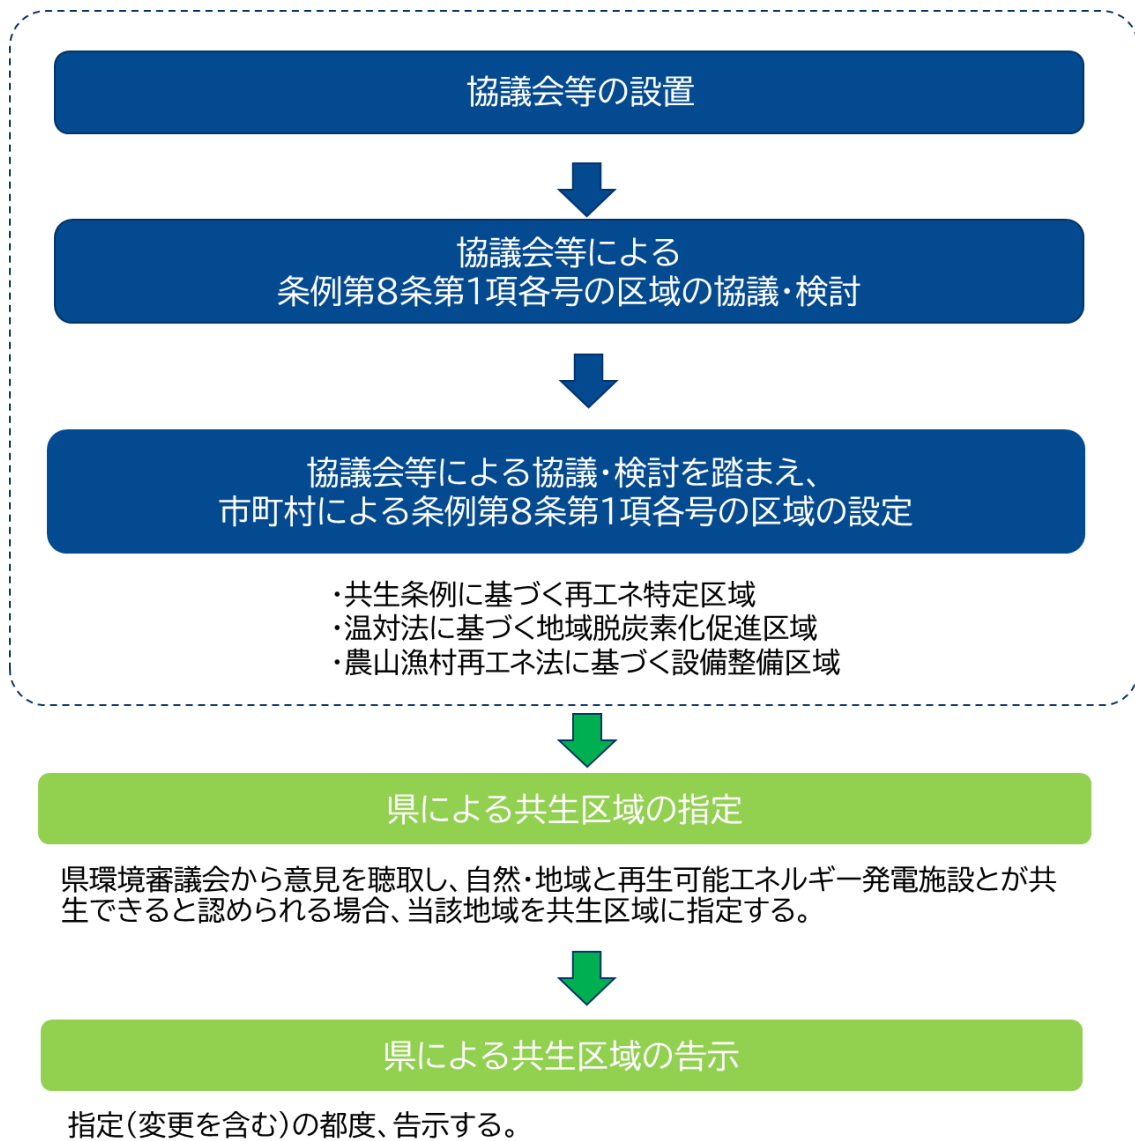 協議会等の設置
協議会等による
条例第8条第1項各号の区域の協議・検討
協議会等による協議・検討を踏まえ、
市町村による条例第8条第1項各号の区域の設定
・共生条例に基づく再エネ特定区域
・温対法に基づく地域脱炭素化促進区域
・農山漁村再エネ法に基づく設備整備区域
県による共生区域の指定
県環境審議会から意見を聴取し、自然・地域と再生可能エネルギー発電施設とが共
生できると認められる場合、当該地域を共生区域に指定する。
県による共生区域の告示
指定（変更を含む）の都度、告示する。